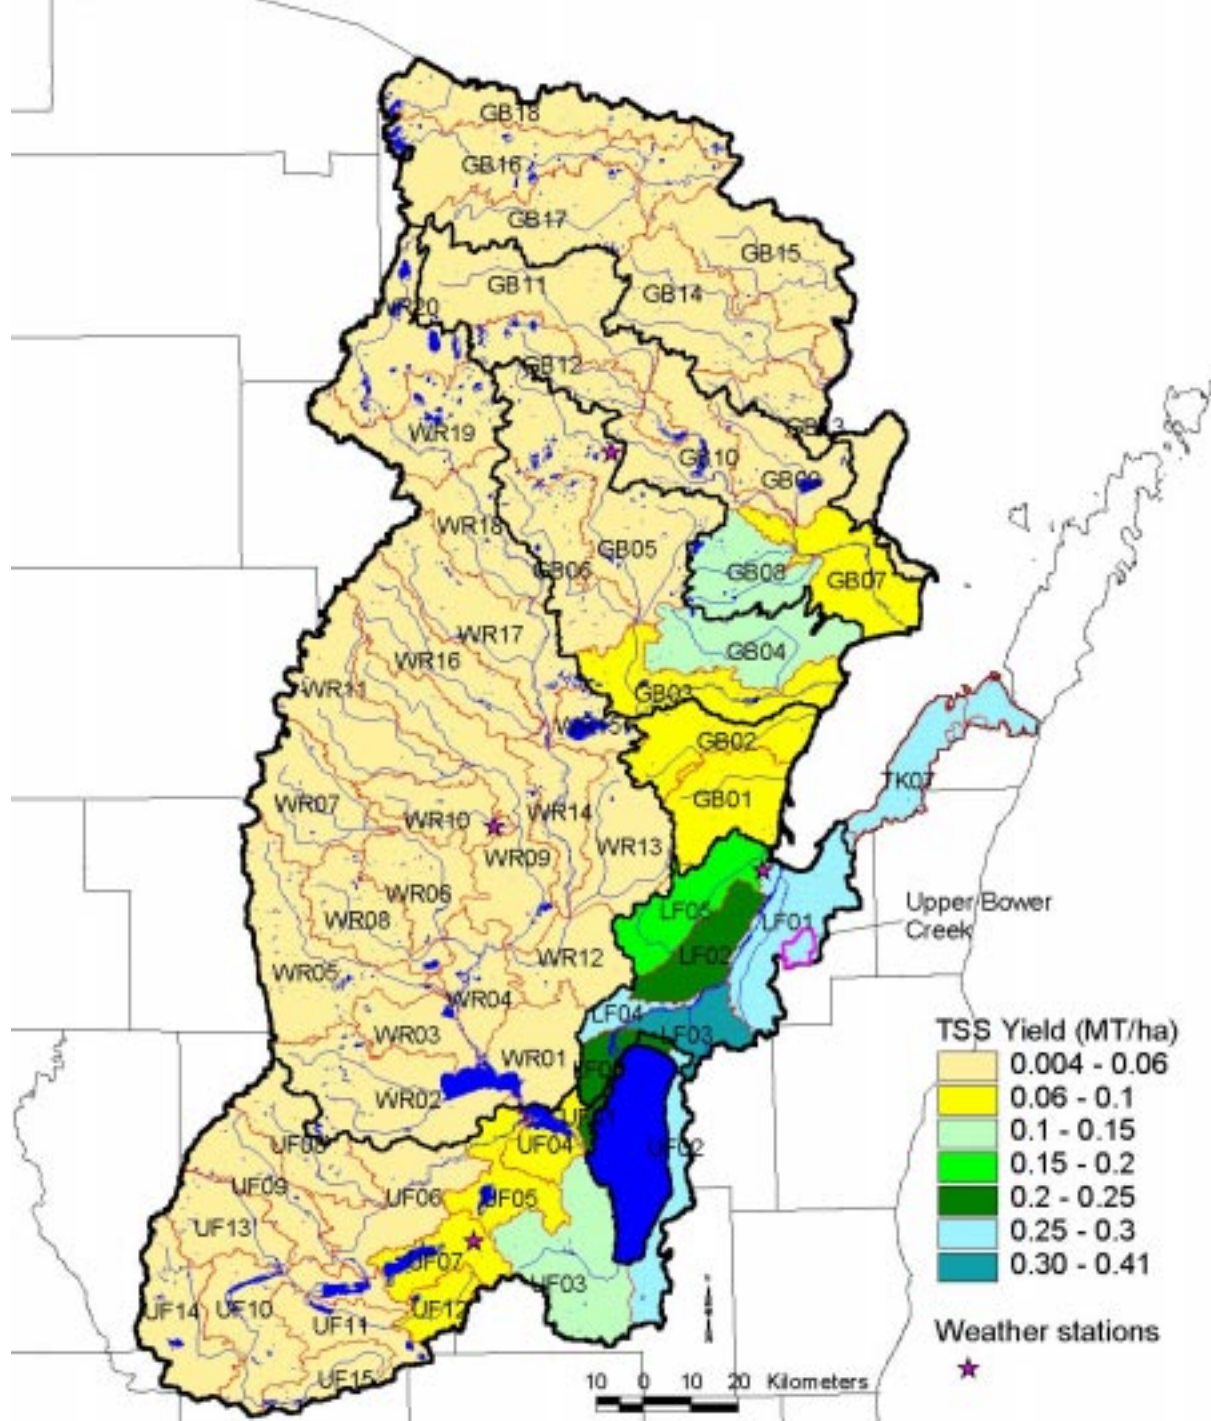 GB18
GB16
GB17
GB15
GB11
GB14
WR20
GB12
WR19
GB13
GB10
GB09
WR18
GB05
GB06
GB08
GB07
WR17
WR16
GB04
WR11
GB03
GB02
TK07
GB01
WR07
WR10
WR14
WR13
WR09
WR06
WR08
LF05
LF01
Upper Bower
Creek
WR12
LF02
WR05
WR04
LF04
WR03
LF03
WR01
WR02
UF04
UF02
UF08
UF09
UF06
UF05
UF13
UF07
UF03
UF14
UF10
UF11
UF12
UF15
TSS Yield (MT/ha)
0.004 - 0.06
0.06 - 0.1
0.1 - 0.15
0.15 - 0.2
0.2 - 0.25
0.25 - 0.3
0.30 - 0.41
Weather stations
10 0 10 20 Kilometers